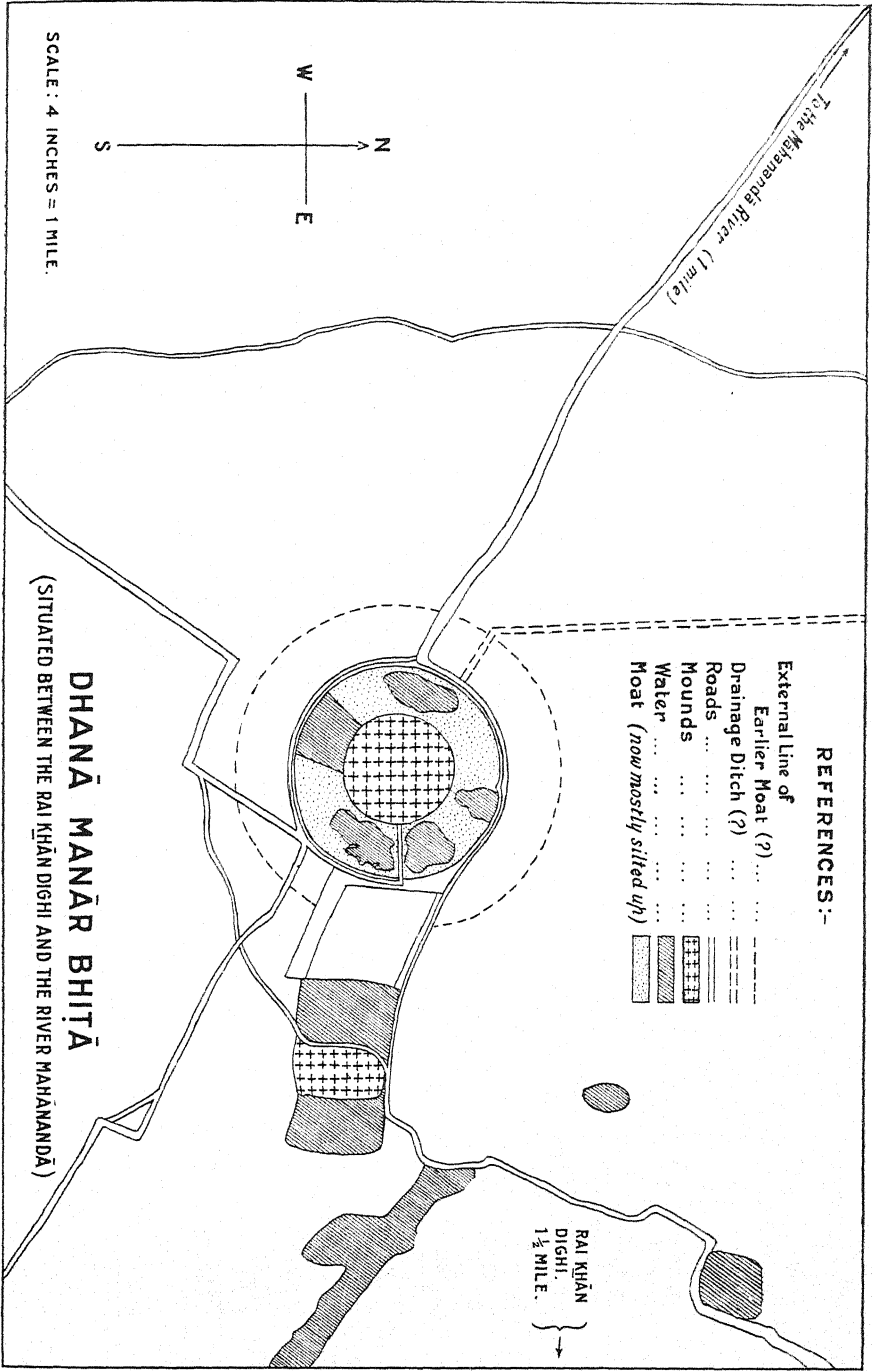 To the Mahānandā River (1 mile)
N
W
E
S
SCALE: 4 INCHES = 1 MILE.
REFERENCES:-
External Line of
Earlier Moat (?) ... ...
Drainage Ditch (?) ....
Roads ... ... ... ... ...
Mounds ... ... ... ...
Water ... ... ... ... ...
Moat (now mostly silted up)
RAI KHĀN
DIGHI.
1½ MILE.
DHANĀ MANĀR BHIṬĀ
(SITUATED BETWEEN THE RAI KHĀN DIGHI AND THE RIVER MAHĀNANDĀ)